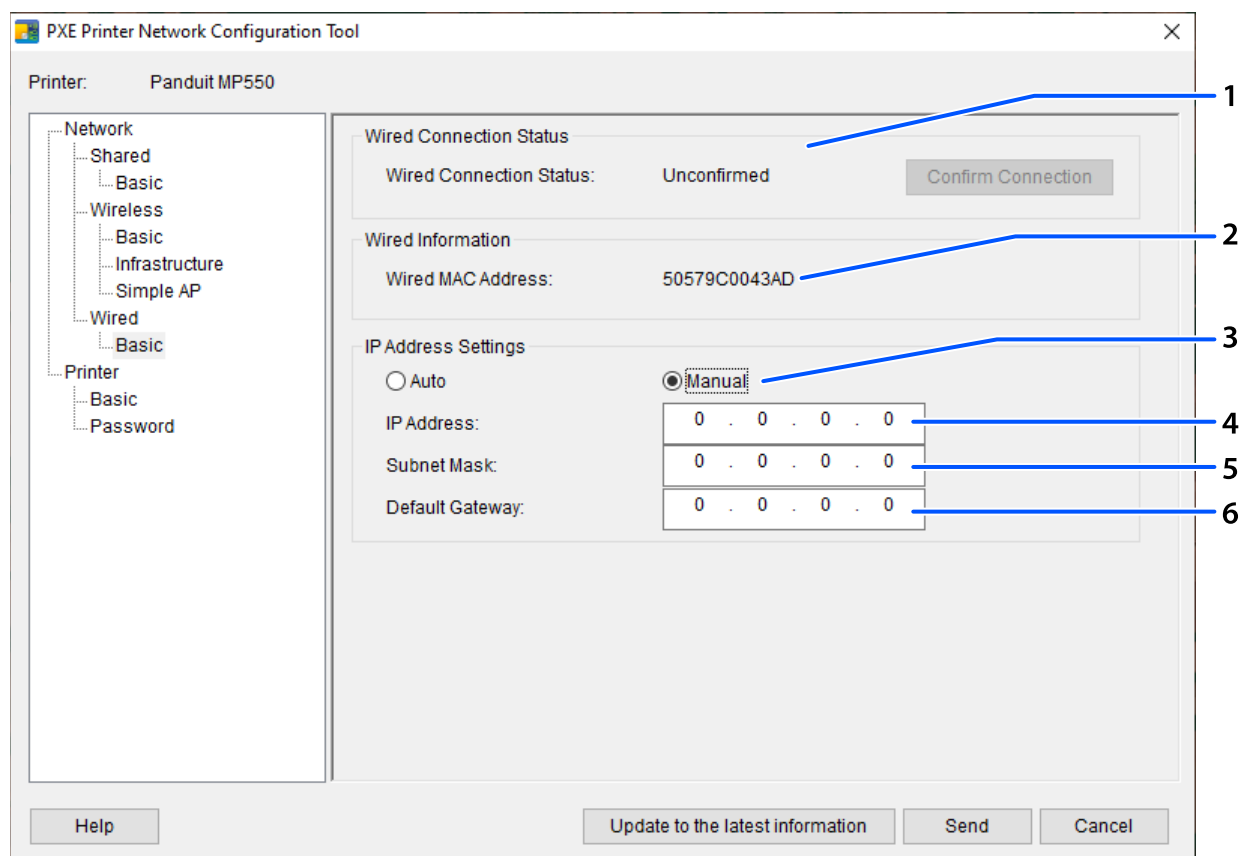 PXE Printer Network Configuration Tool
Printer: Panduit MP550
1
Network
Shared
Basic
Wireless
Basic
Infrastructure
Simple AP
Wired
Basic
Printer
Basic
Password
Wired Connection Status
Wired Connection Status: Unconfirmed Confirm Connection
2
Wired Information
Wired MAC Address: 50579C0043AD
3
IP Address Settings
Auto Manual
IP Address: 0 . 0 . 0 . 0 4
Subnet Mask: 0 . 0 . 0 . 0 5
Default Gateway: 0 . 0 . 0 . 0 6
Help Update to the latest information Send Cancel